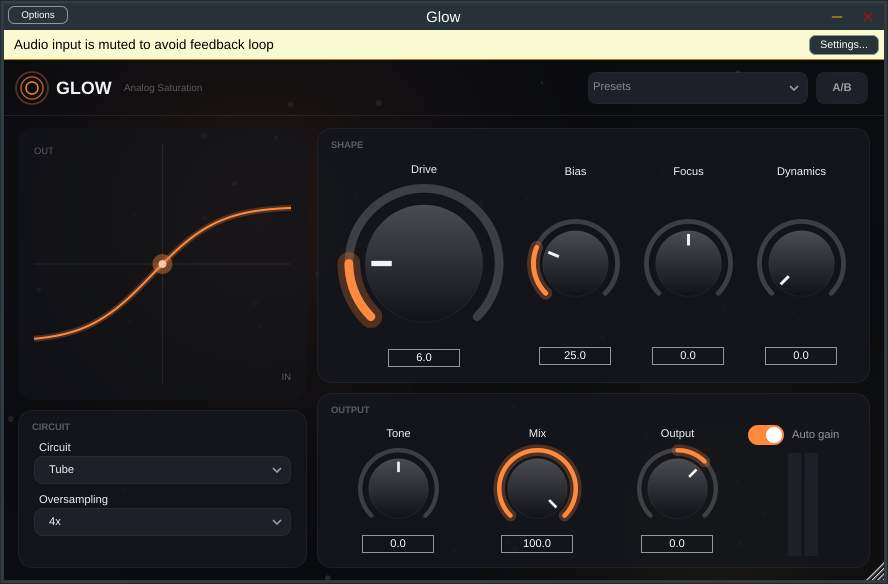 Options
Glow
Audio input is muted to avoid feedback loop
Settings...
GLOW
Analog Saturation
Presets
A/B
OUT
IN
SHAPE
Drive
Bias
Focus
Dynamics
6.0
25.0
0.0
0.0
CIRCUIT
Circuit
Tube
Oversampling
4x
OUTPUT
Tone
Mix
Output
Auto gain
0.0
100.0
0.0